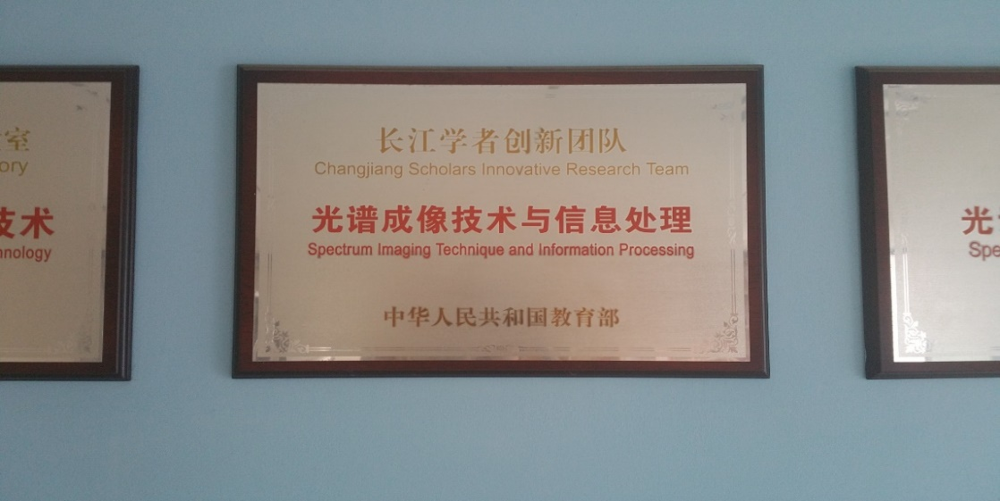 室
ory
技术
nnology
长江学者创新团队
Changjiang Scholars Innovative Research Team
光谱成像技术与信息处理
Spectrum Imaging Technique and Information Processing
中华人民共和国教育部
光
Spe